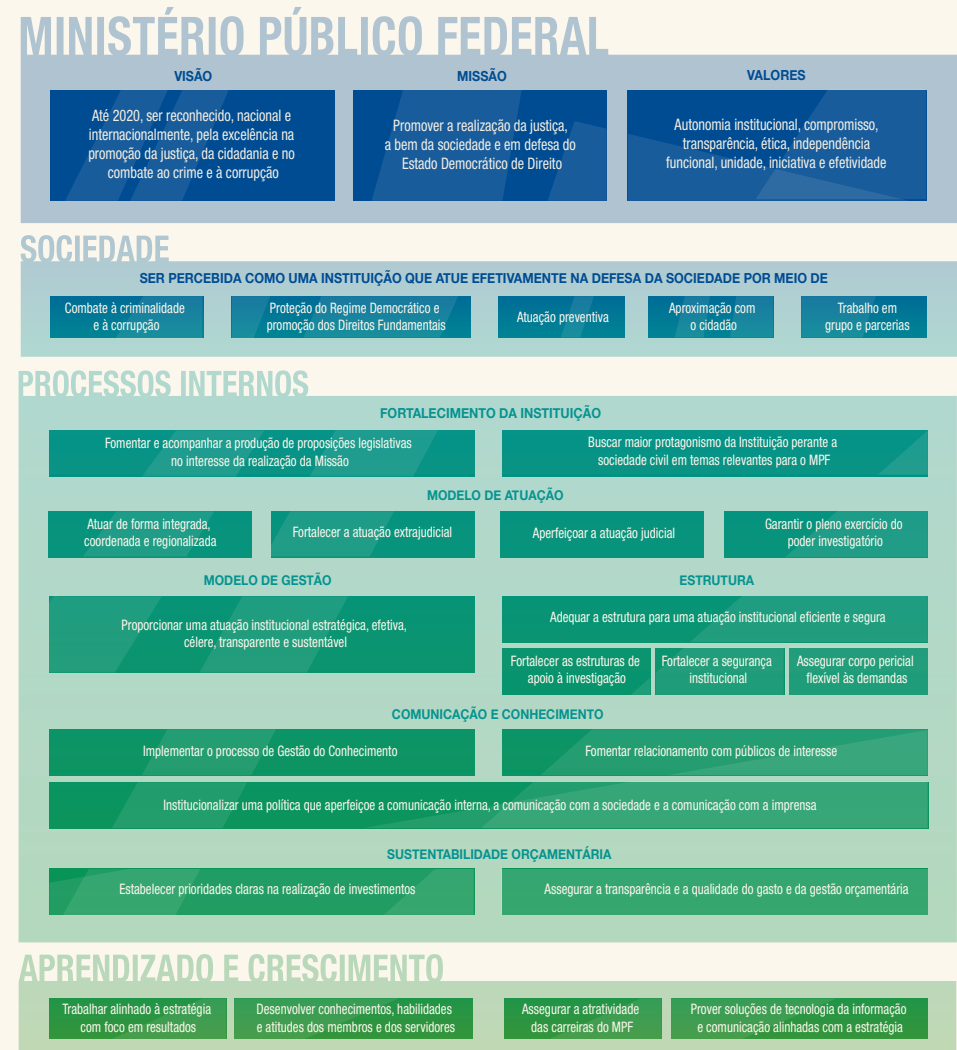 MINISTÉRIO PÚBLICO FEDERAL
VISÃO
Até 2020, ser reconhecido, nacional e
internacionalmente, pela excelência na
promoção da justiça, da cidadania e no
combate ao crime e à corrupção
MISSÃO
Promover a realização da justiça,
a bem da sociedade e em defesa do
Estado Democrático de Direito
VALORES
Autonomia institucional, compromisso,
transparência, ética, independência
funcional, unidade, iniciativa e efetividade
SOCIEDADE
SER PERCEBIDA COMO UMA INSTITUIÇÃO QUE ATUE EFETIVAMENTE NA DEFESA DA SOCIEDADE POR MEIO DE
Combate à criminalidade
e à corrupção
Proteção do Regime Democrático e
promoção dos Direitos Fundamentais
Atuação preventiva
Aproximação com
o cidadão
Trabalho em
grupo e parcerias
PROCESSOS INTERNOS
FORTALECIMENTO DA INSTITUIÇÃO
Fomentar e acompanhar a produção de proposições legislativas
no interesse da realização da Missão
Buscar maior protagonismo da Instituição perante a
sociedade civil em temas relevantes para o MPF
MODELO DE ATUAÇÃO
Atuar de forma integrada,
coordenada e regionalizada
Fortalecer a atuação extrajudicial
Aperfeiçoar a atuação judicial
Garantir o pleno exercício do
poder investigatório
MODELO DE GESTÃO
Proporcionar uma atuação institucional estratégica, efetiva,
célere, transparente e sustentável
ESTRUTURA
Adequar a estrutura para uma atuação institucional eficiente e segura
Fortalecer as estruturas de
apoio à investigação
Fortalecer a segurança
institucional
Assegurar corpo pericial
flexível às demandas
COMUNICAÇÃO E CONHECIMENTO
Implementar o processo de Gestão do Conhecimento
Fomentar relacionamento com públicos de interesse
Institucionalizar uma política que aperfeiçoe a comunicação interna, a comunicação com a sociedade e a comunicação com a imprensa
SUSTENTABILIDADE ORÇAMENTÁRIA
Estabelecer prioridades claras na realização de investimentos
Assegurar a transparência e a qualidade do gasto e da gestão orçamentária
APRENDIZADO E CRESCIMENTO
Trabalhar alinhado à estratégia
com foco em resultados
Desenvolver conhecimentos, habilidades
e atitudes dos membros e dos servidores
Assegurar a atratividade
das carreiras do MPF
Prover soluções de tecnologia da informação
e comunicação alinhadas com a estratégia